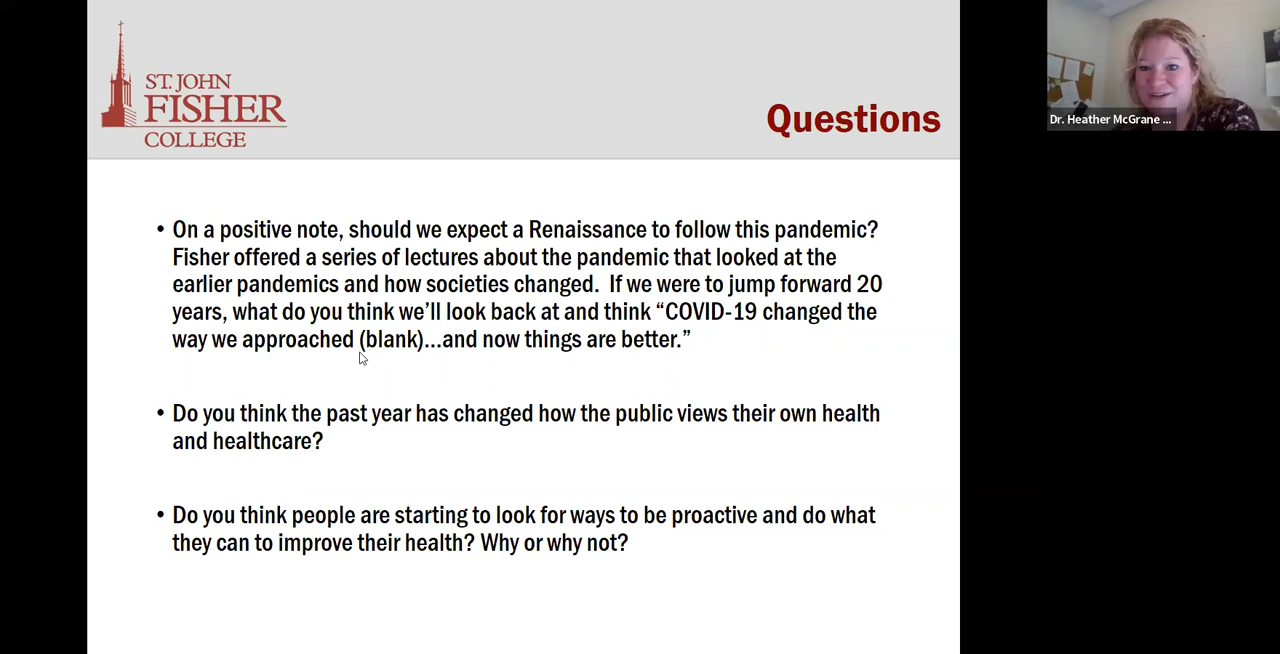 ST. JOHN
FISHER
COLLEGE
Questions
Dr. Heather McGrane ...
• On a positive note, should we expect a Renaissance to follow this pandemic?
Fisher offered a series of lectures about the pandemic that looked at the
earlier pandemics and how societies changed.  If we were to jump forward 20
years, what do you think we’ll look back at and think “COVID-19 changed the
way we approached (blank)...and now things are better.”
• Do you think the past year has changed how the public views their own health
and healthcare?
• Do you think people are starting to look for ways to be proactive and do what
they can to improve their health? Why or why not?